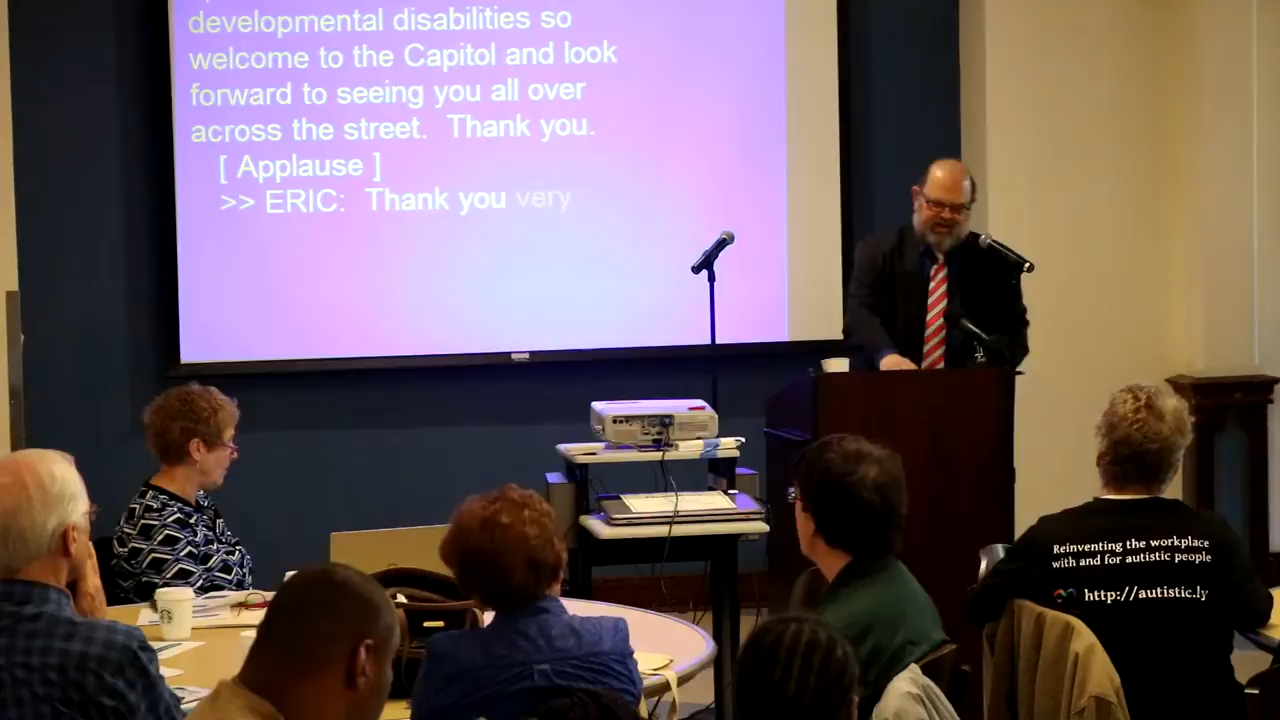 developmental disabilities so
welcome to the Capitol and look
forward to seeing you all over
across the street. Thank you.
[ Applause ]
>> ERIC: Thank you very
Reinventing the workplace
with and for autistic people
http://autistic.ly